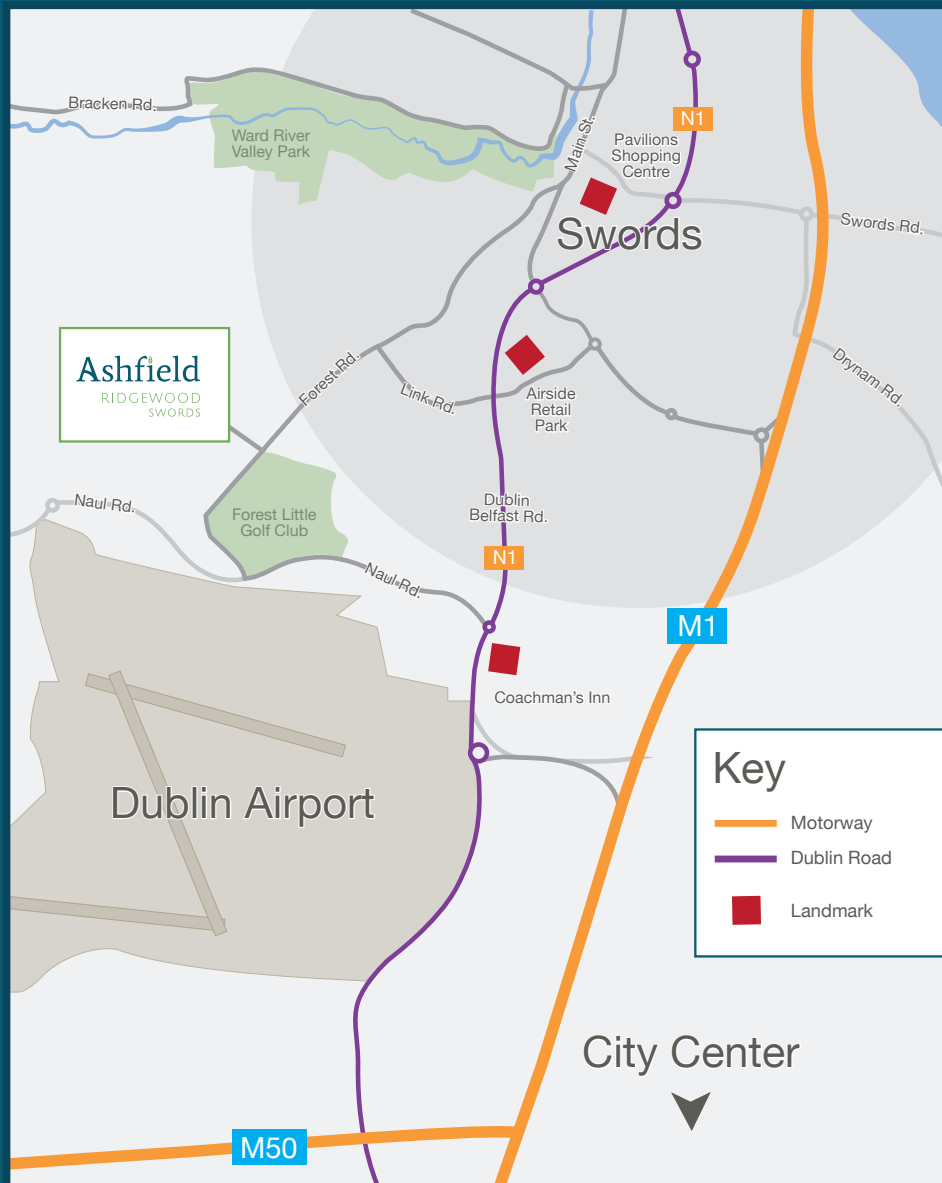 N1
Bracken Rd.
Main St.
Pavilions
Shopping
Centre
Ward River
Valley Park
Swords
Swords Rd.
Ashfield
RIDGEWOOD
SWORDS
Forest Rd.
Link Rd.
Airside
Retail
Park
Drynam Rd.
Naul Rd.
Forest Little
Golf Club
Dublin
Belfast Rd.
N1
Naul Rd.
M1
Coachman's Inn
Dublin Airport
Key
Motorway
Dublin Road
Landmark
City Center
M50